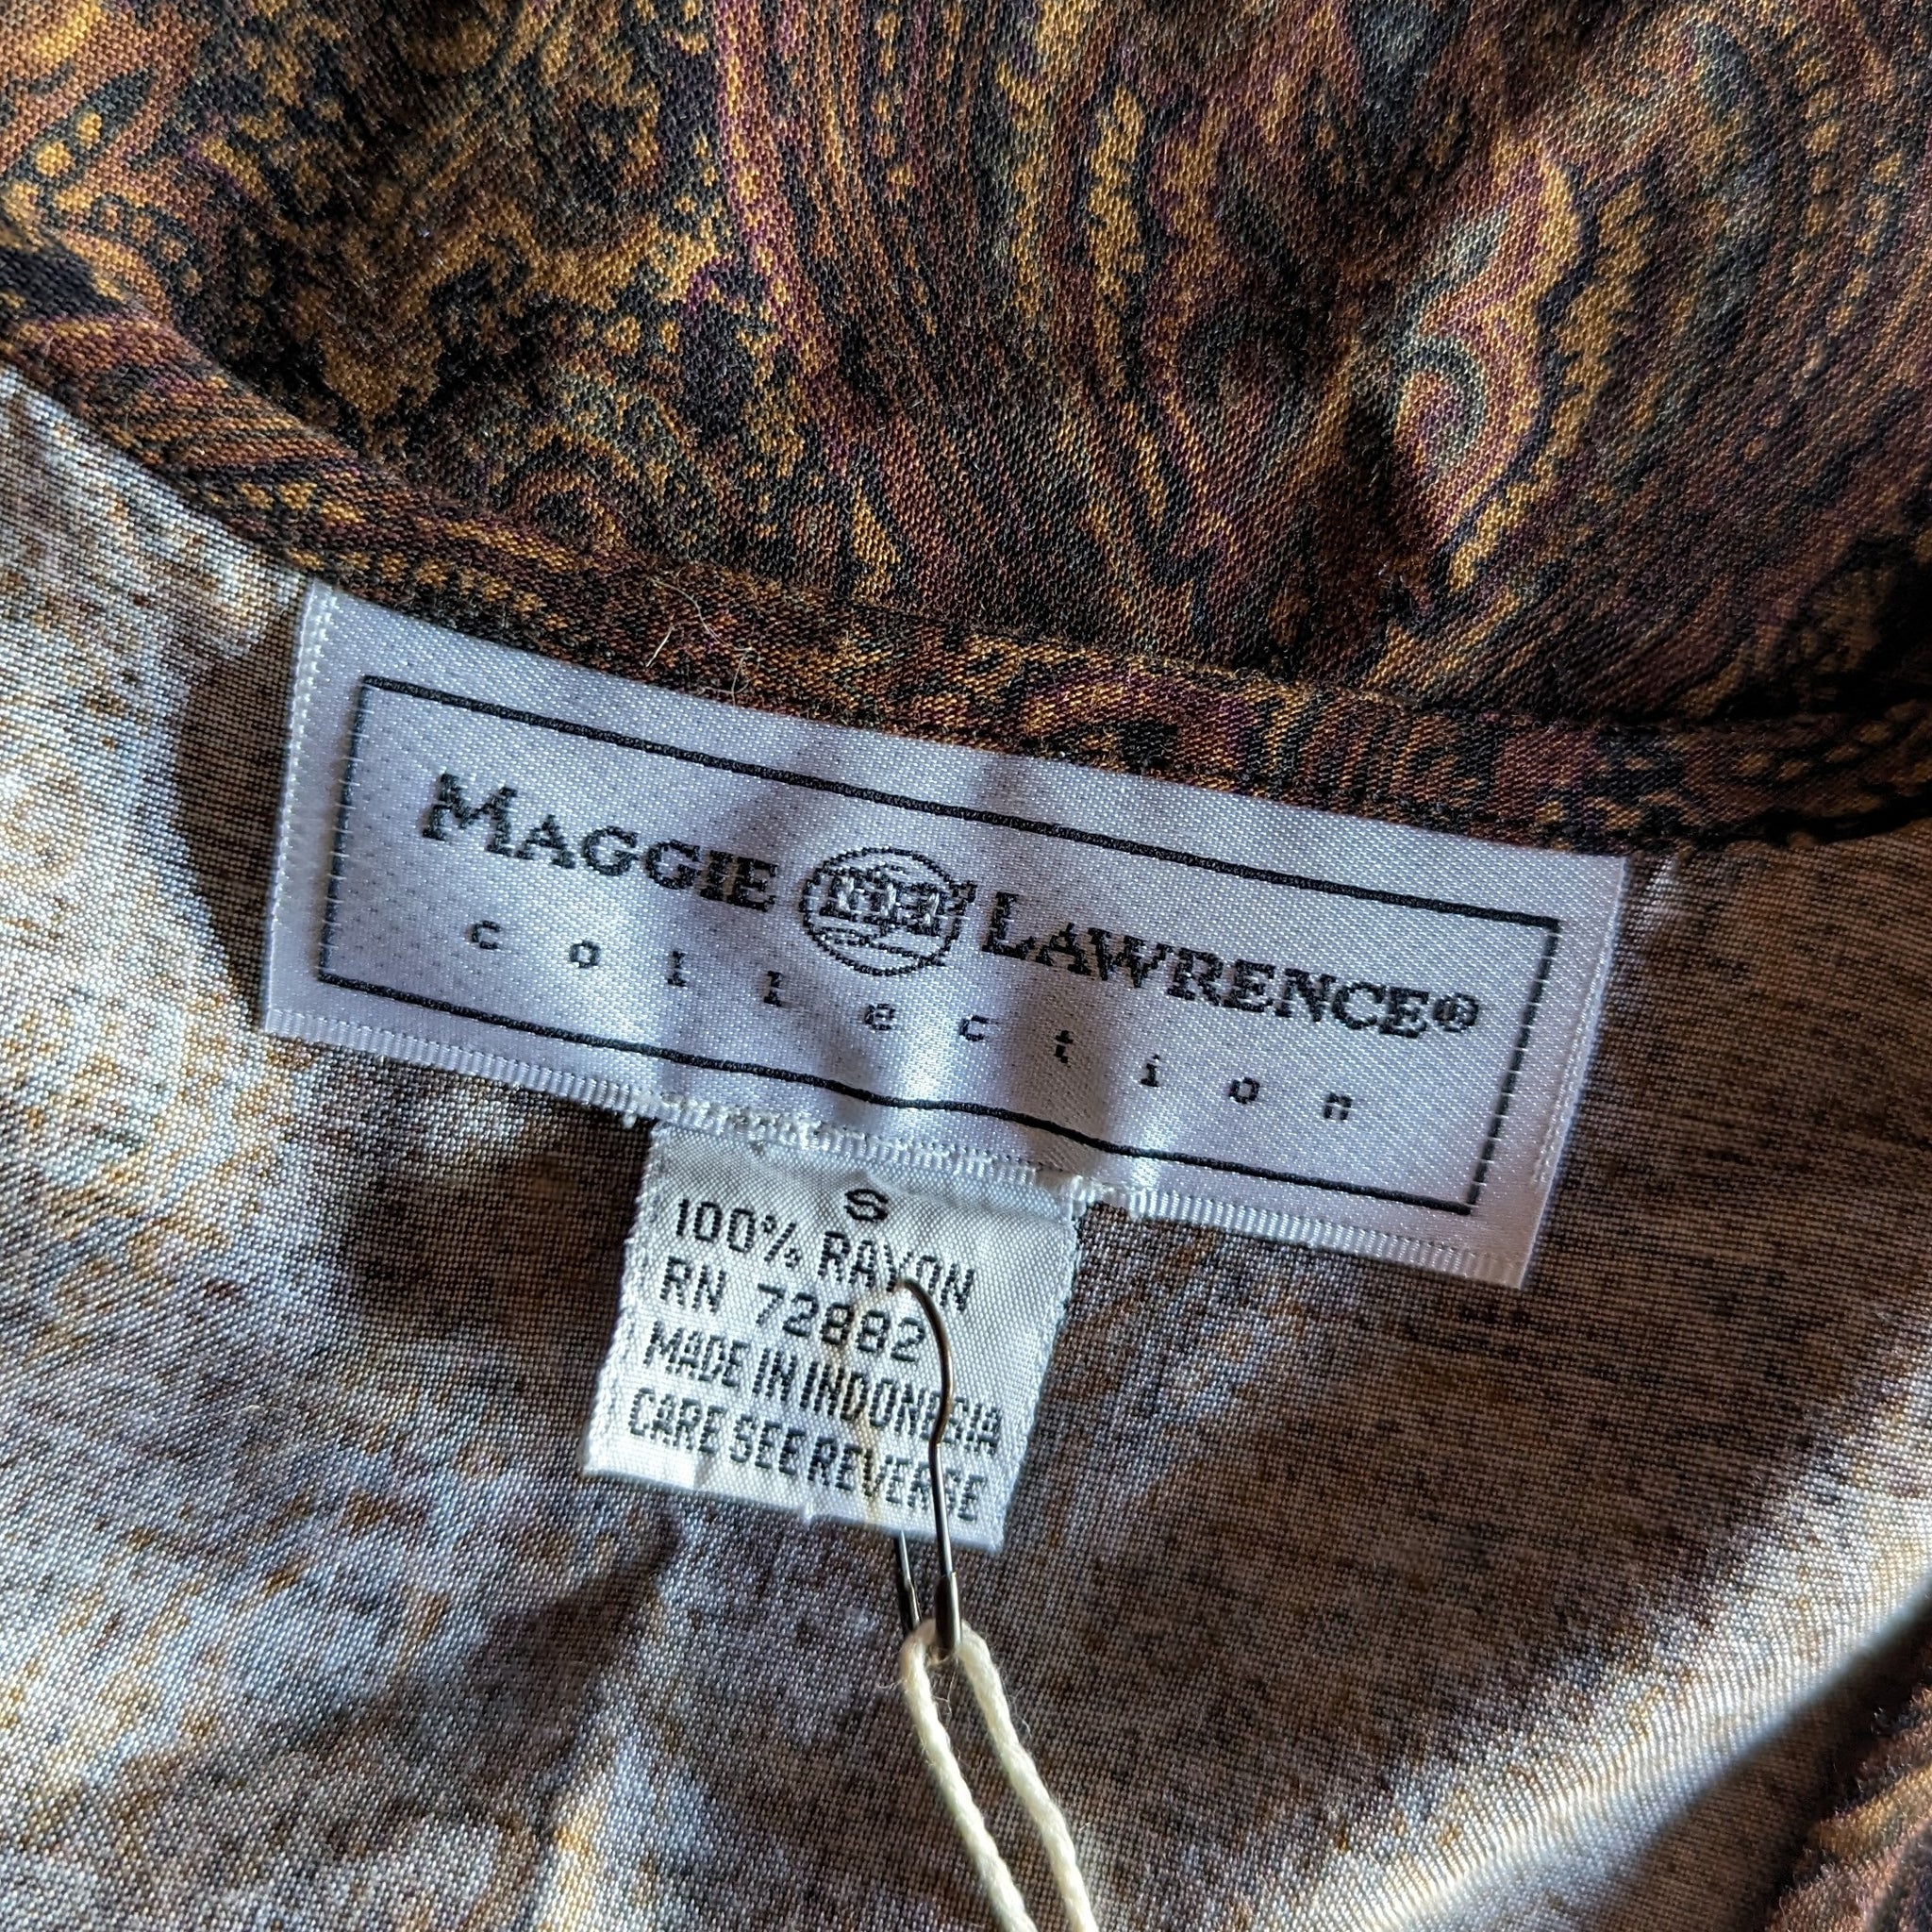 MAGGIE LAWRENCE®
collection
S
100% RAYON
RN 72882
MADE IN INDONESIA
CARE SEE REVERSE